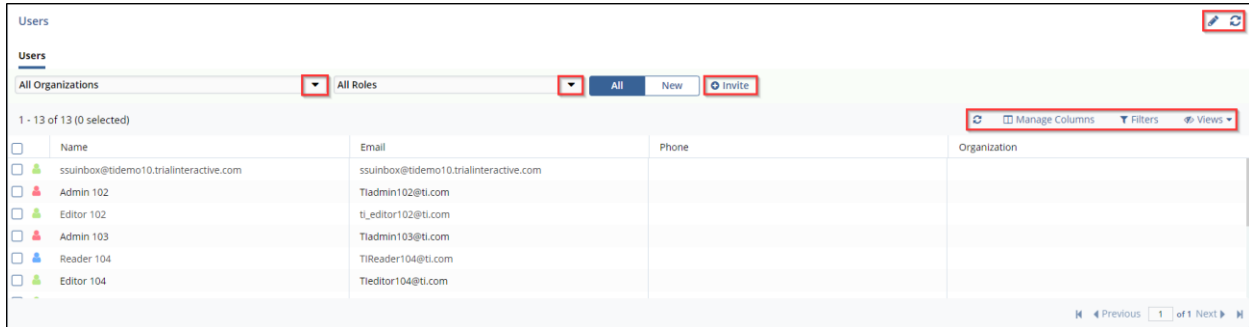 Users
Users
All Organizations All Roles All New Invite
1 - 13 of 13 (0 selected) Manage Columns Filters Views
Name Email Phone Organization
ssuinbox@tidemo10.trialinteractive.com ssuinbox@tidemo10.trialinteractive.com
Admin 102 TIadmin102@ti.com
Editor 102 ti_editor102@ti.com
Admin 103 TIadmin103@ti.com
Reader 104 TIReader104@ti.com
Editor 104 TIeditor104@ti.com
Previous 1 of 1 Next